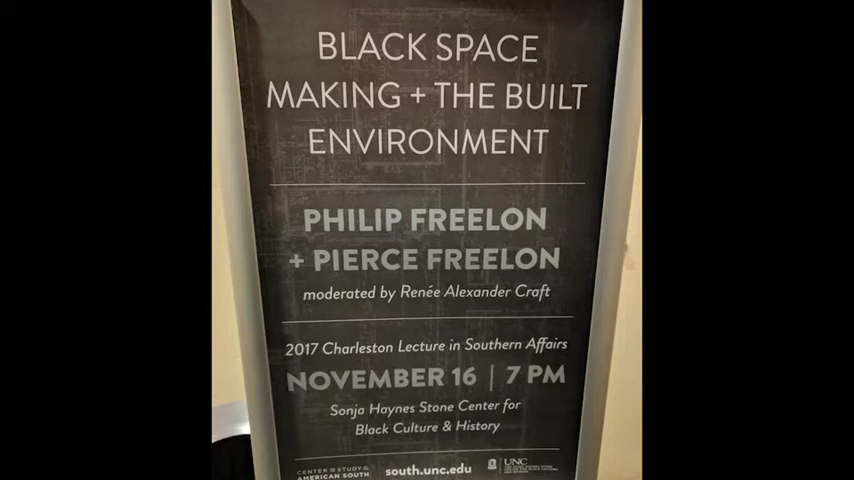 BLACK SPACE
MAKING + THE BUILT
ENVIRONMENT
PHILIP FREELON
+ PIERCE FREELON
moderated by Renée Alexander Craft
2017 Charleston Lecture in Southern Affairs
NOVEMBER 16 | 7 PM
Sonja Haynes Stone Center for
Black Culture & History
CENTER FOR THE STUDY OF THE
AMERICAN SOUTH
south.unc.edu
UNC